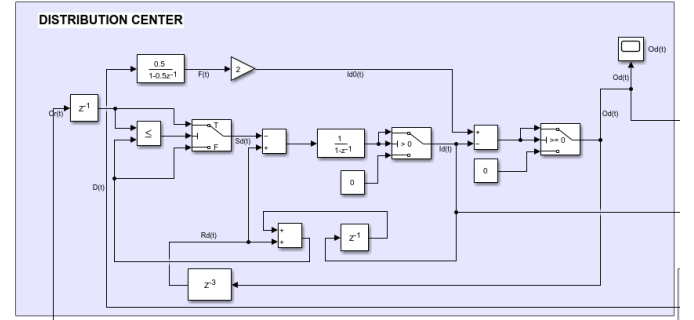 DISTRIBUTION CENTER
Od(t)
0.5
1-0.5z-1
F(t)
2
Id0(t)
Od(t)
Or(t)
z-1
≤
T
F
Sd(t)
−
+
1
1-z-1
> 0
Id(t)
+
−
>= 0
Od(t)
0
0
D(t)
Rd(t)
+
+
z-1
z-3